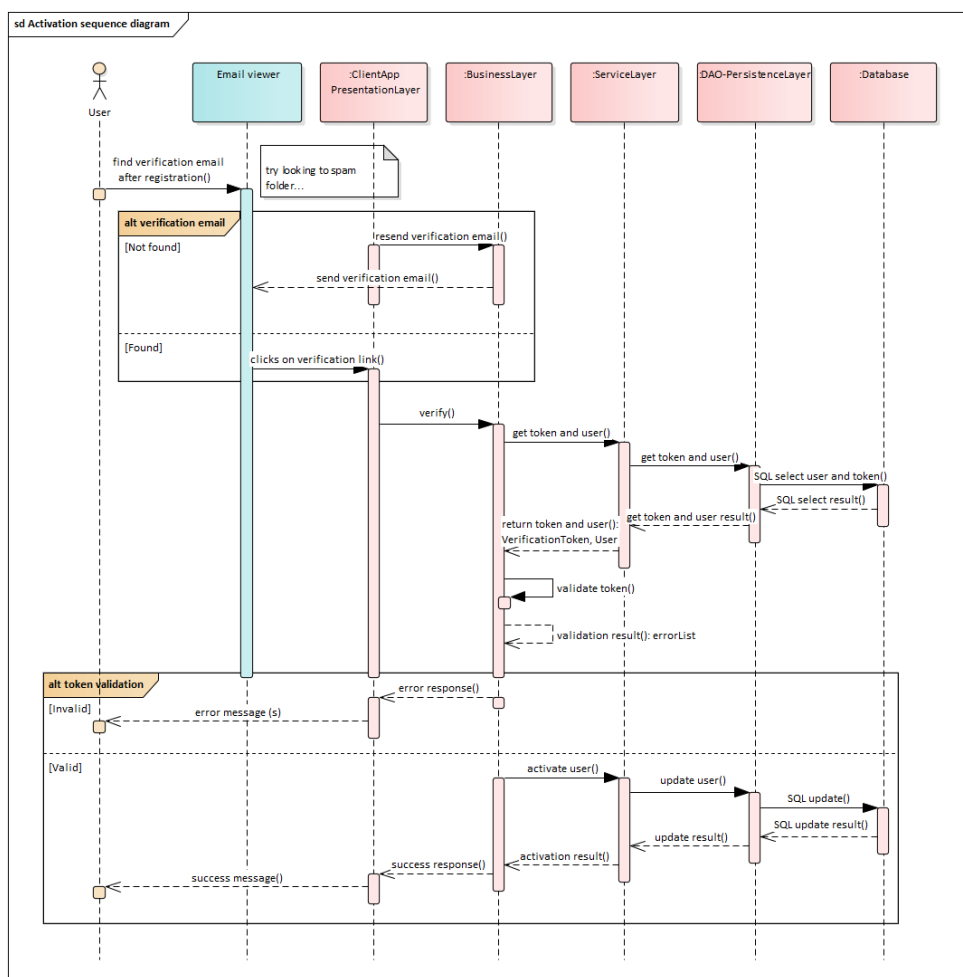 sd Activation sequence diagram
Email viewer
:ClientApp
PresentationLayer
:BusinessLayer
:ServiceLayer
:DAO-PersistenceLayer
:Database
User
find verification email
after registration()
try looking to spam
folder...
alt verification email
[Not found]
resend verification email()
send verification email()
[Found]
clicks on verification link()
verify()
get token and user()
get token and user()
SQL select user and token()
SQL select result()
get token and user result()
return token and user():
VerificationToken, User
validate token()
validation result(): errorList
alt token validation
[Invalid]
error response()
error message (s)
[Valid]
activate user()
update user()
SQL update()
SQL update result()
update result()
activation result()
success response()
success message()